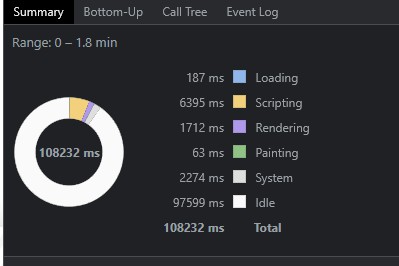 Summary Bottom-Up Call Tree Event Log
Range: 0 – 1.8 min
187 ms Loading
6395 ms Scripting
1712 ms Rendering
108232 ms
63 ms Painting
2274 ms System
97599 ms Idle
108232 ms Total